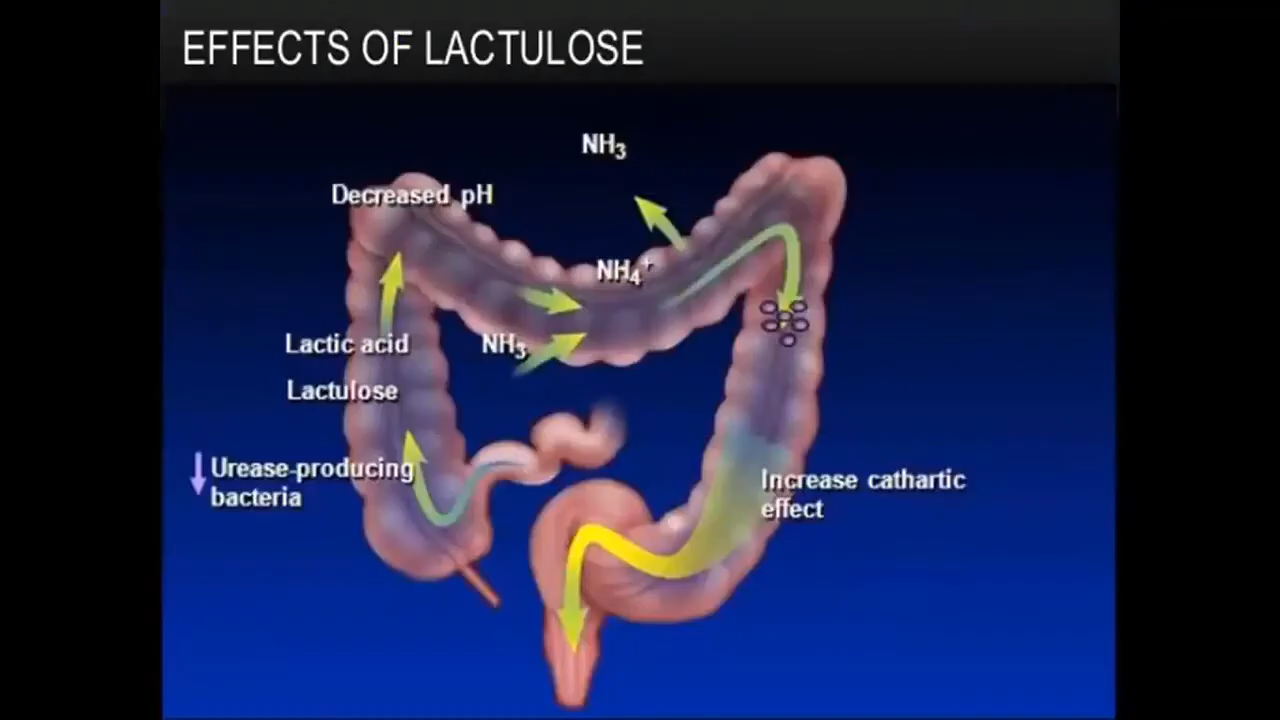 EFFECTS OF LACTULOSE
NH₃
Decreased pH
NH₄⁺
Lactic acid
NH₃
Lactulose
↓ Urease-producing
bacteria
Increase cathartic
effect